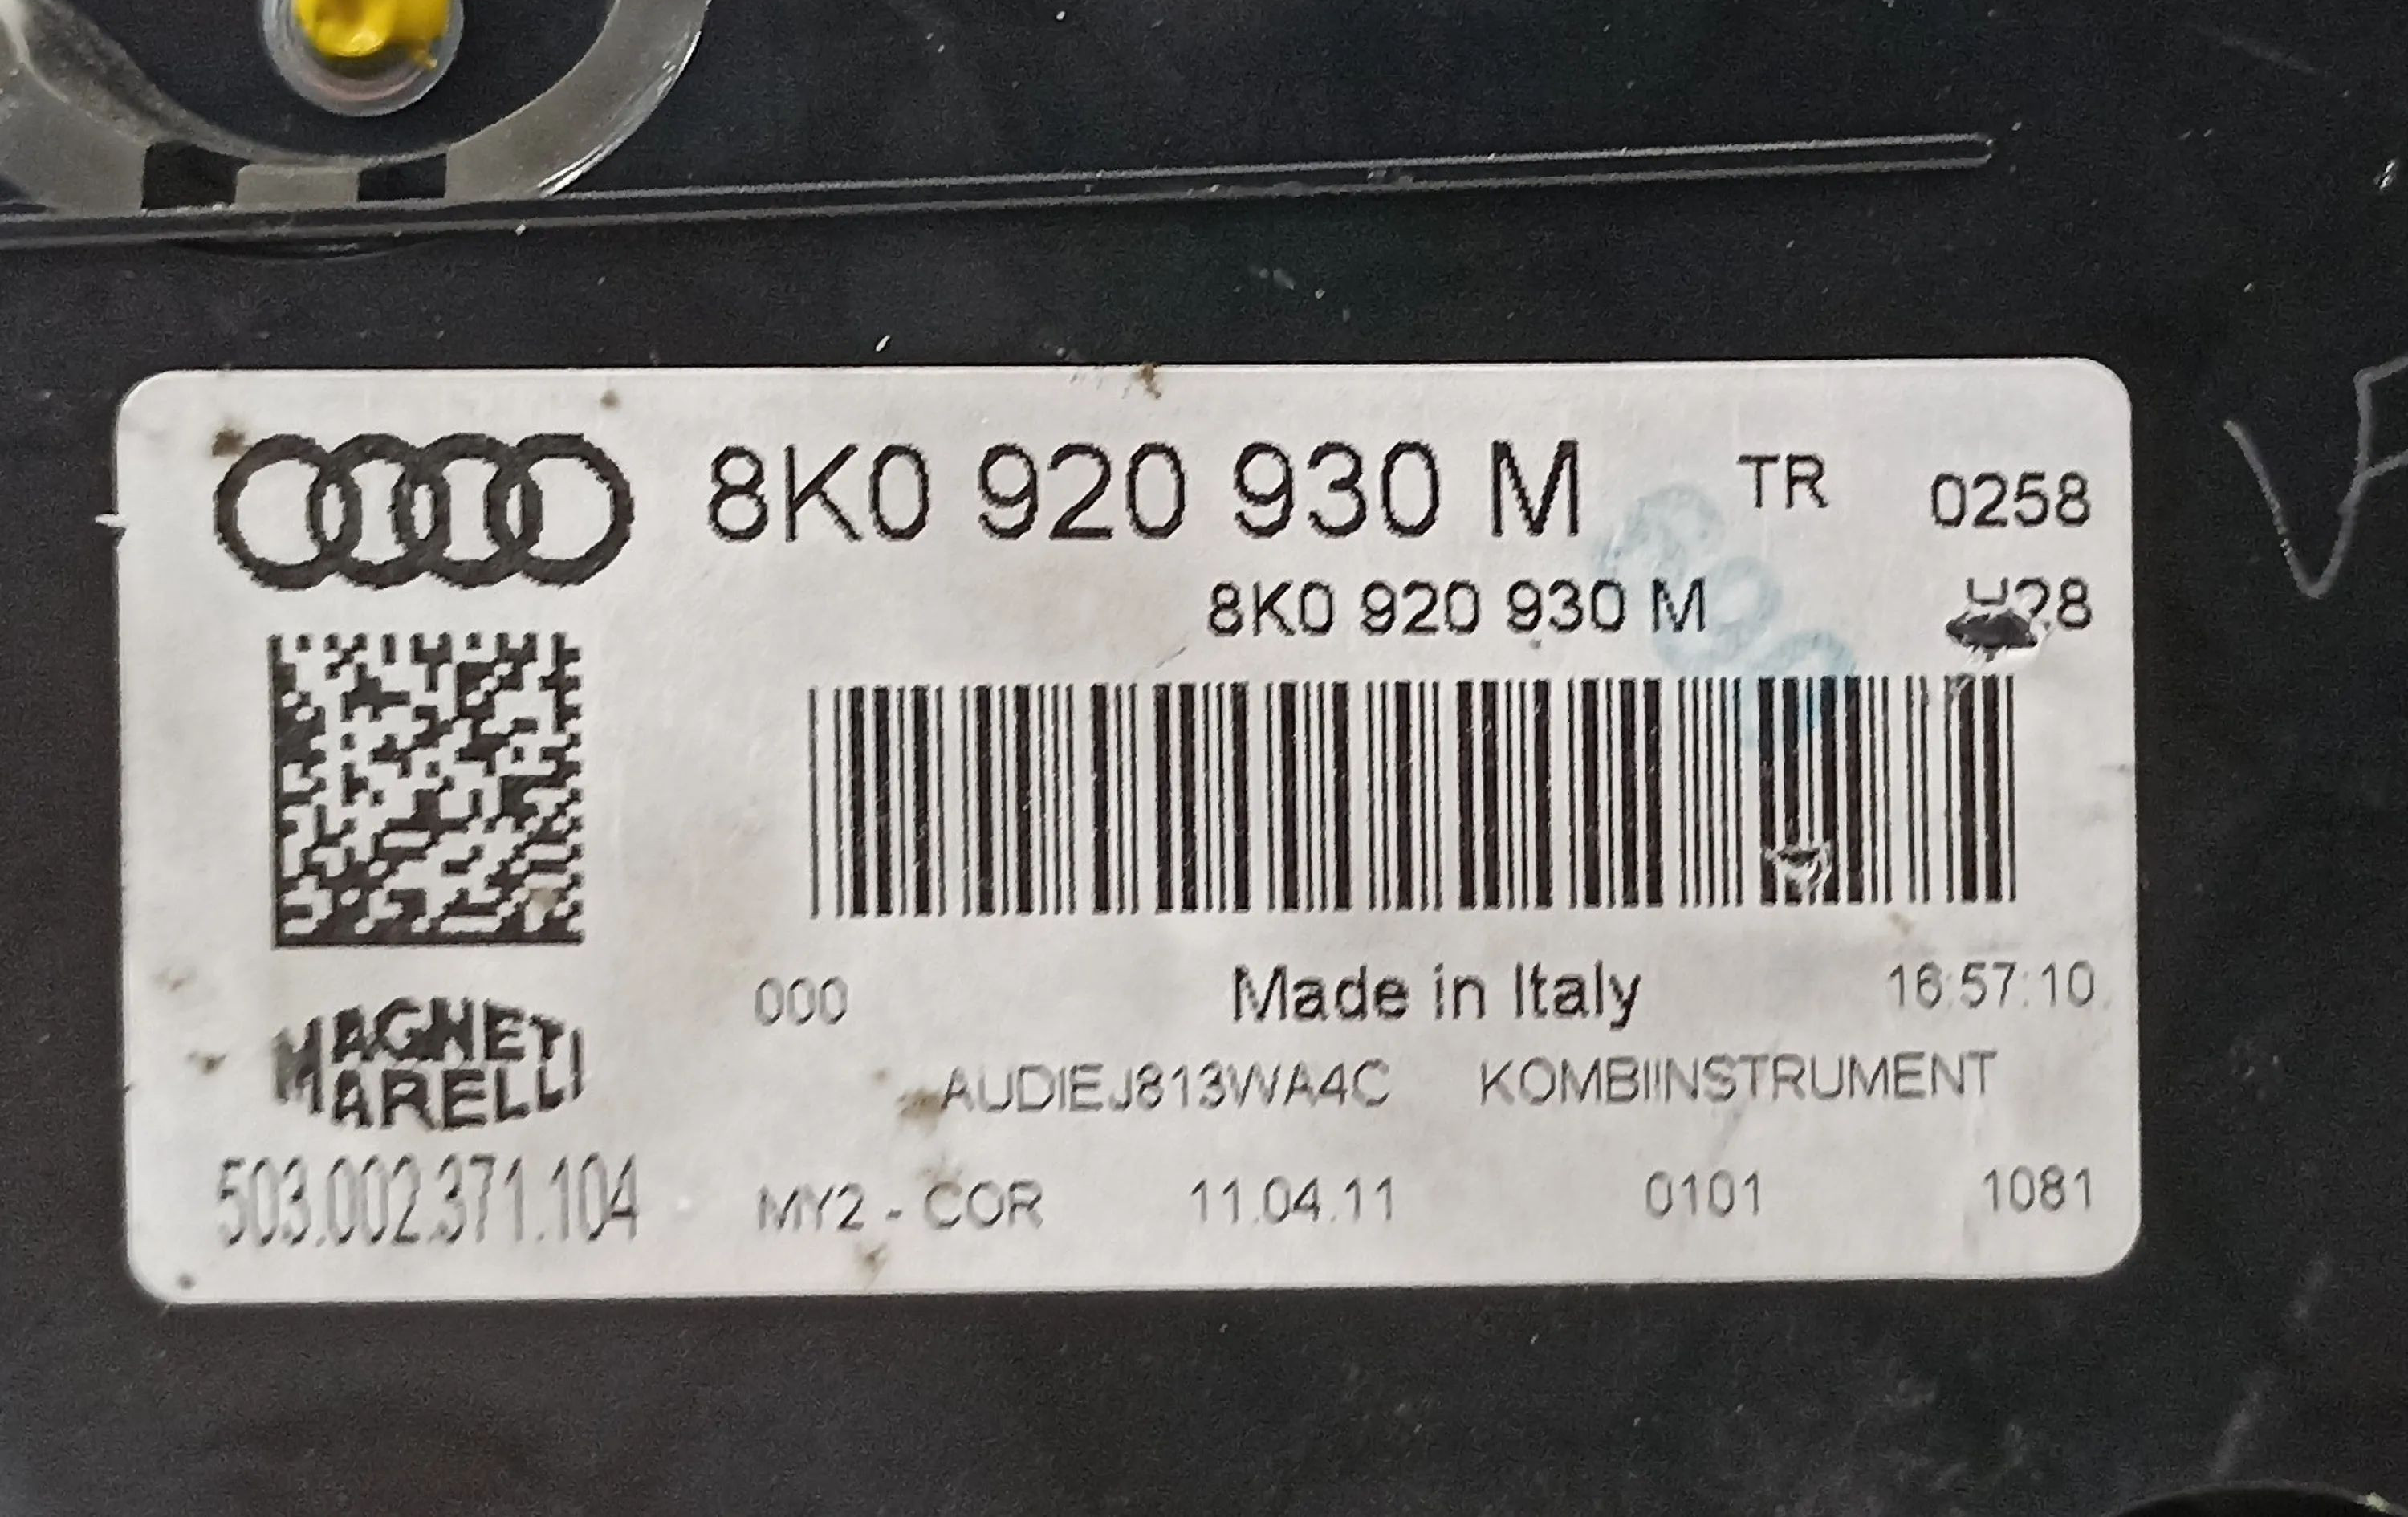 8K0 920 930 M TR 0258
8K0 920 930 M H28
000 Made in Italy 16:57:10
MAGNETI
MARELLI
AUDIEJ813WA4C KOMBIINSTRUMENT
503.002.371.104 MY2 - COR 11.04.11 0101 1081